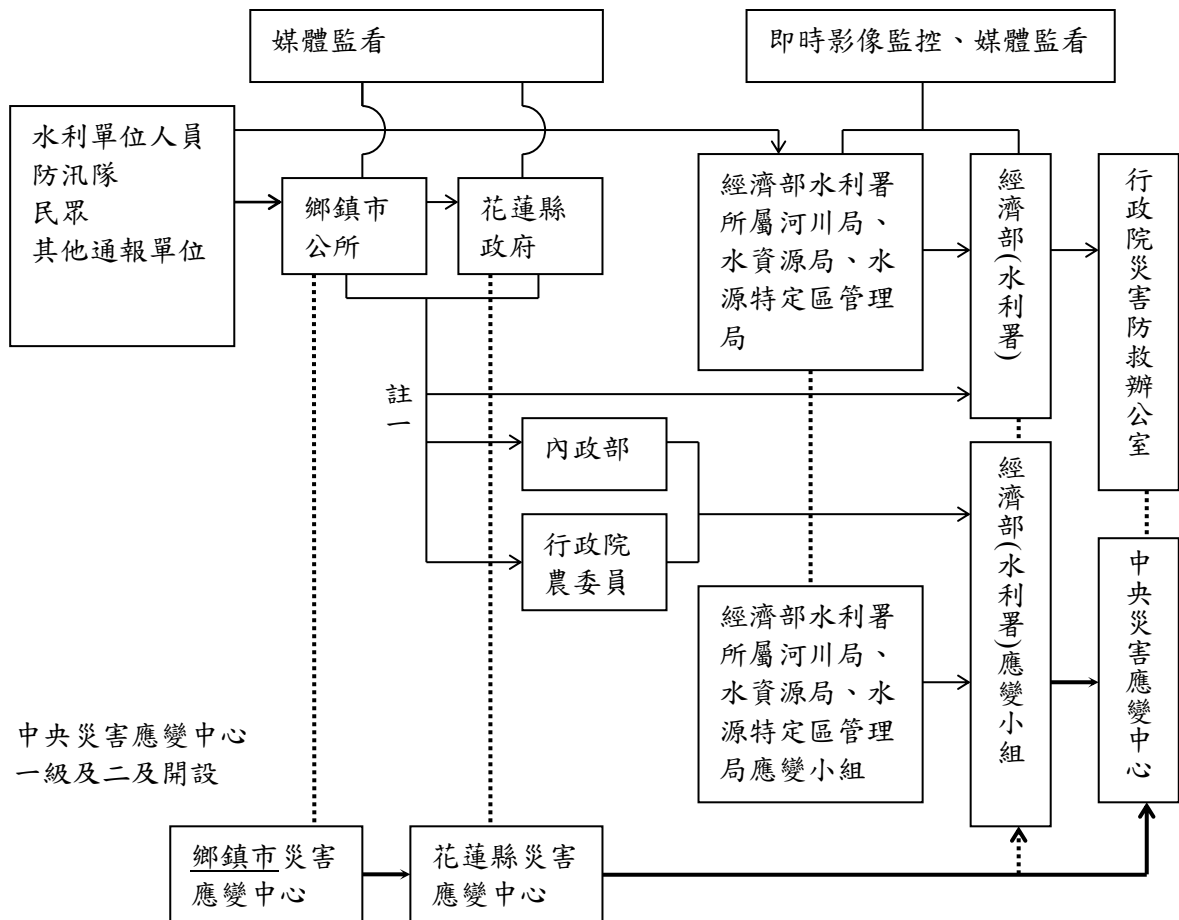 媒體監看
即時影像監控、媒體監看
水利單位人員
防汛隊
民眾
其他通報單位
鄉鎮市
公所
花蓮縣
政府
經濟部水利署
所屬河川局、
水資源局、水
源特定區管理
局
經濟部(水利署)
行政院災害防救辦公室
註一
內政部
行政院
農委員
經濟部水利署
所屬河川局、
水資源局、水
源特定區管理
局應變小組
經濟部(水利署)應變小組
中央災害應變中心
中央災害應變中心
一級及二及開設
鄉鎮市災害
應變中心
花蓮縣災害
應變中心